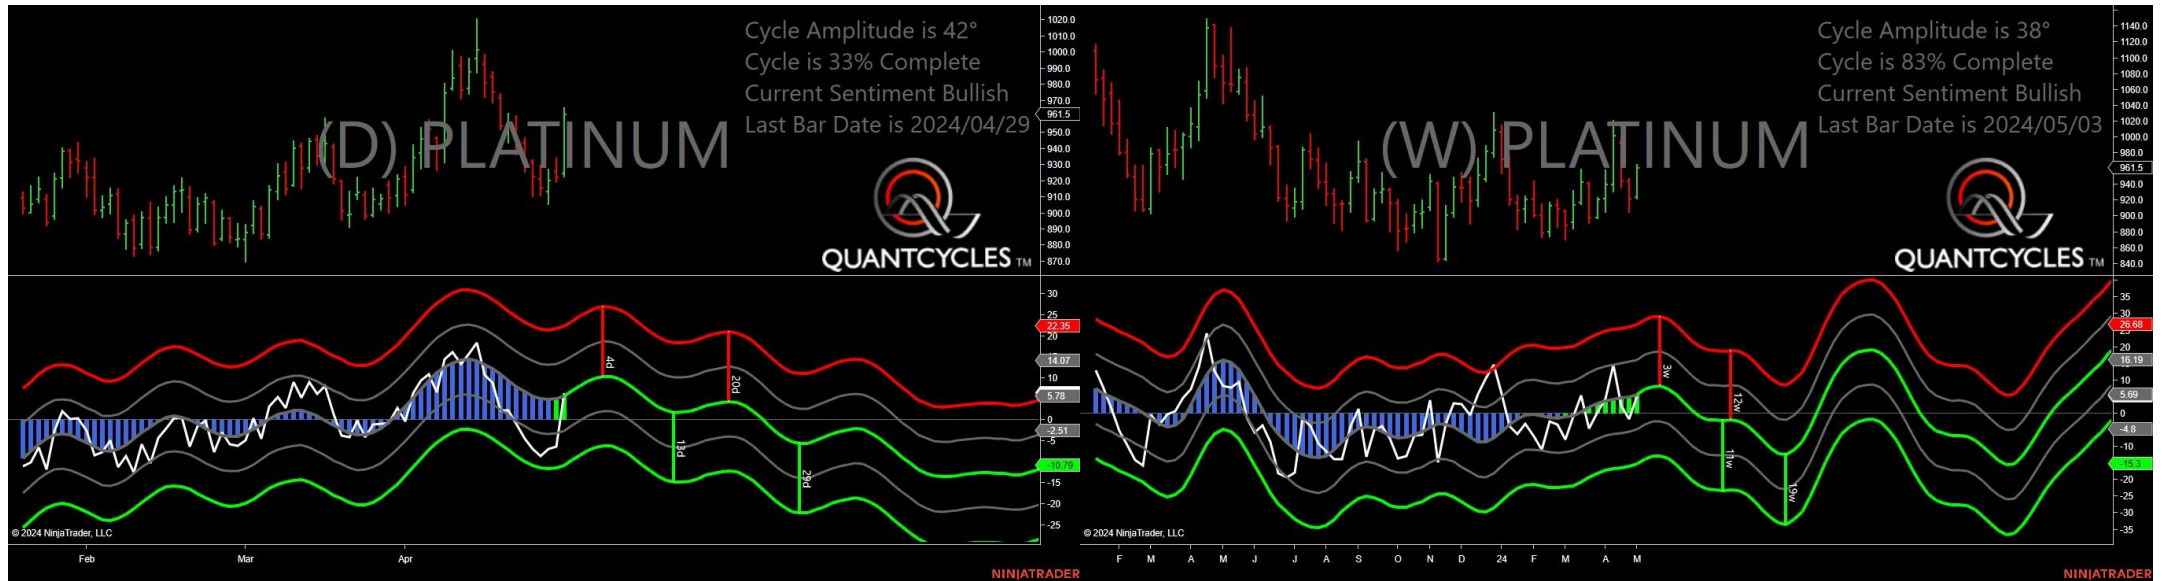 Cycle Amplitude is 42°
Cycle is 33% Complete
Current Sentiment Bullish
Last Bar Date is 2024/04/29
(D) PLATINUM
QUANTCYCLES TM
1020.0
1010.0
1000.0
990.0
980.0
970.0
961.5
950.0
940.0
930.0
920.0
910.0
900.0
890.0
880.0
870.0
30
22.35
20
14.07
10
5.78
0
-2.51
-5
-10.79
-15
-20
-25
4d
13d
20d
29d
© 2024 NinjaTrader, LLC
Feb Mar Apr
NINJATRADER
Cycle Amplitude is 38°
Cycle is 83% Complete
Current Sentiment Bullish
Last Bar Date is 2024/05/03
(W) PLATINUM
QUANTCYCLES TM
1140.0
1120.0
1100.0
1080.0
1060.0
1040.0
1020.0
1000.0
980.0
961.5
940.0
920.0
900.0
880.0
860.0
840.0
35
30
26.68
20
16.19
10
5.69
0
-4.8
-10
-15.3
-20
-25
-30
-35
3w
11w
12w
19w
© 2024 NinjaTrader, LLC
F M A M J J A S O N D 24 F M A M
NINJATRADER